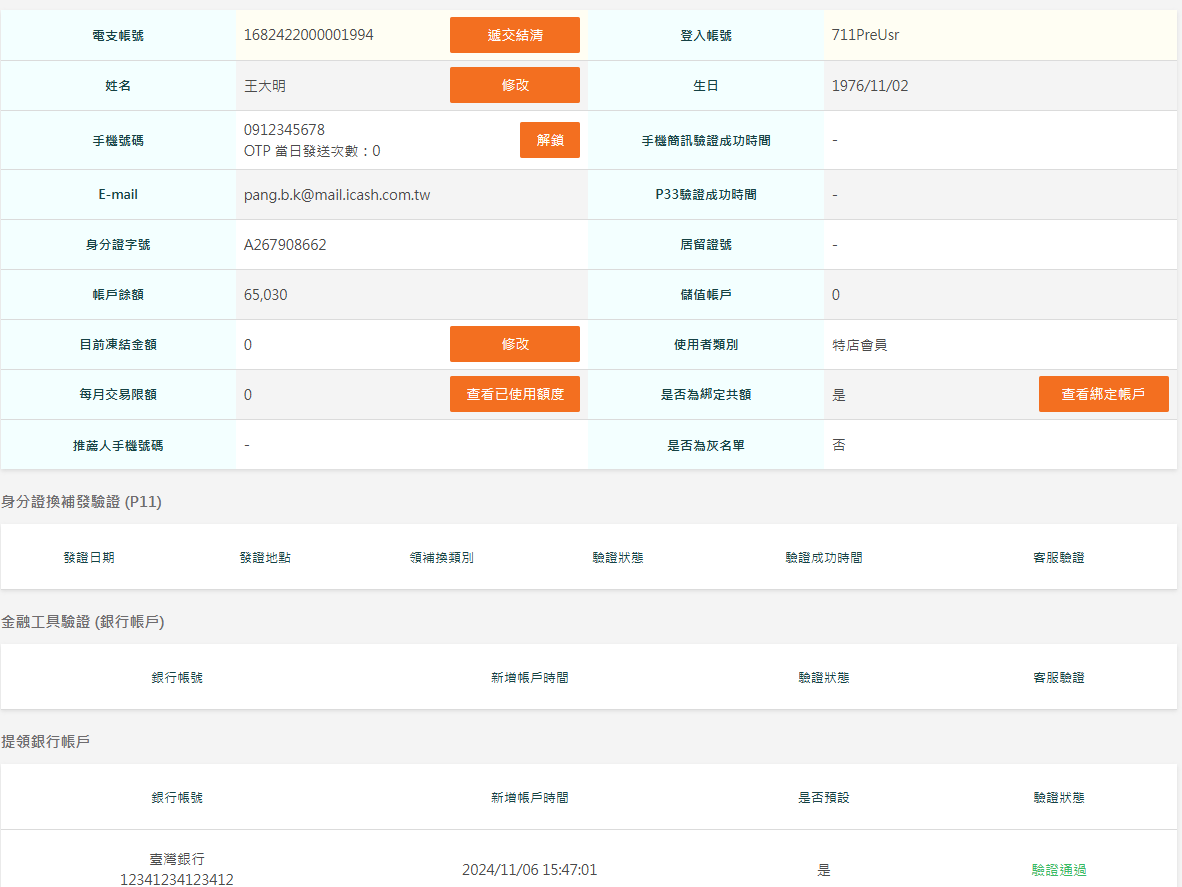 電支帳號 1682422000001994 遞交結清 登入帳號 711PreUsr
姓名 王大明 修改 生日 1976/11/02
手機號碼 0912345678 解鎖 手機簡訊驗證成功時間 -
OTP 當日發送次數：0
E-mail pang.b.k@mail.icash.com.tw P33驗證成功時間 -
身分證字號 A267908662 居留證號 -
帳戶餘額 65,030 儲值帳戶 0
目前凍結金額 0 修改 使用者類別 特店會員
每月交易限額 0 查看已使用額度 是否為綁定共額 是 查看綁定帳戶
推薦人手機號碼 - 是否為灰名單 否
身分證換補發驗證 (P11)
發證日期 發證地點 領補換類別 驗證狀態 驗證成功時間 客服驗證
金融工具驗證 (銀行帳戶)
銀行帳號 新增帳戶時間 驗證狀態 客服驗證
提領銀行帳戶
銀行帳號 新增帳戶時間 是否預設 驗證狀態
臺灣銀行
12341234123412 2024/11/06 15:47:01 是 驗證通過